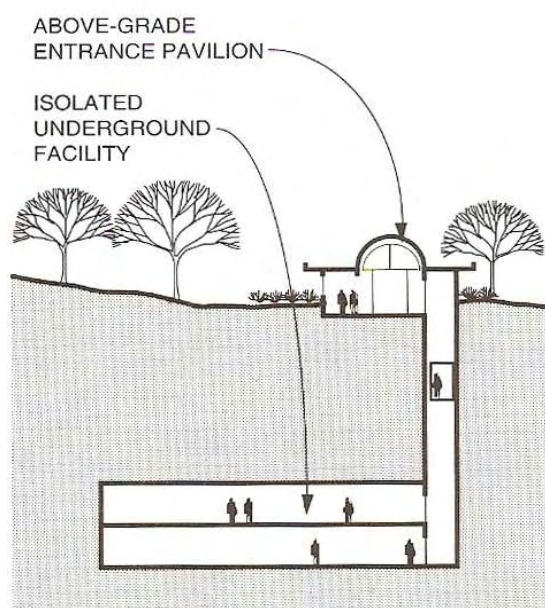 ABOVE-GRADE
ENTRANCE PAVILION
ISOLATED
UNDERGROUND
FACILITY